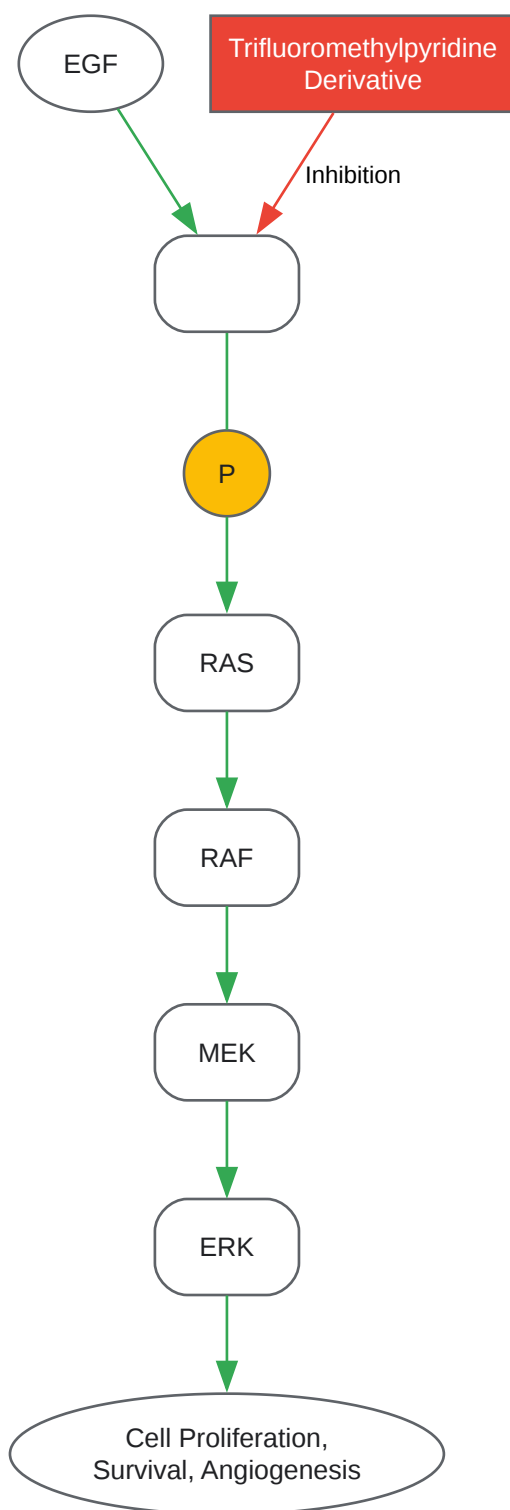 EGF
Trifluoromethylpyridine
Derivative
Inhibition
P
RAS
RAF
MEK
ERK
Cell Proliferation,
Survival, Angiogenesis